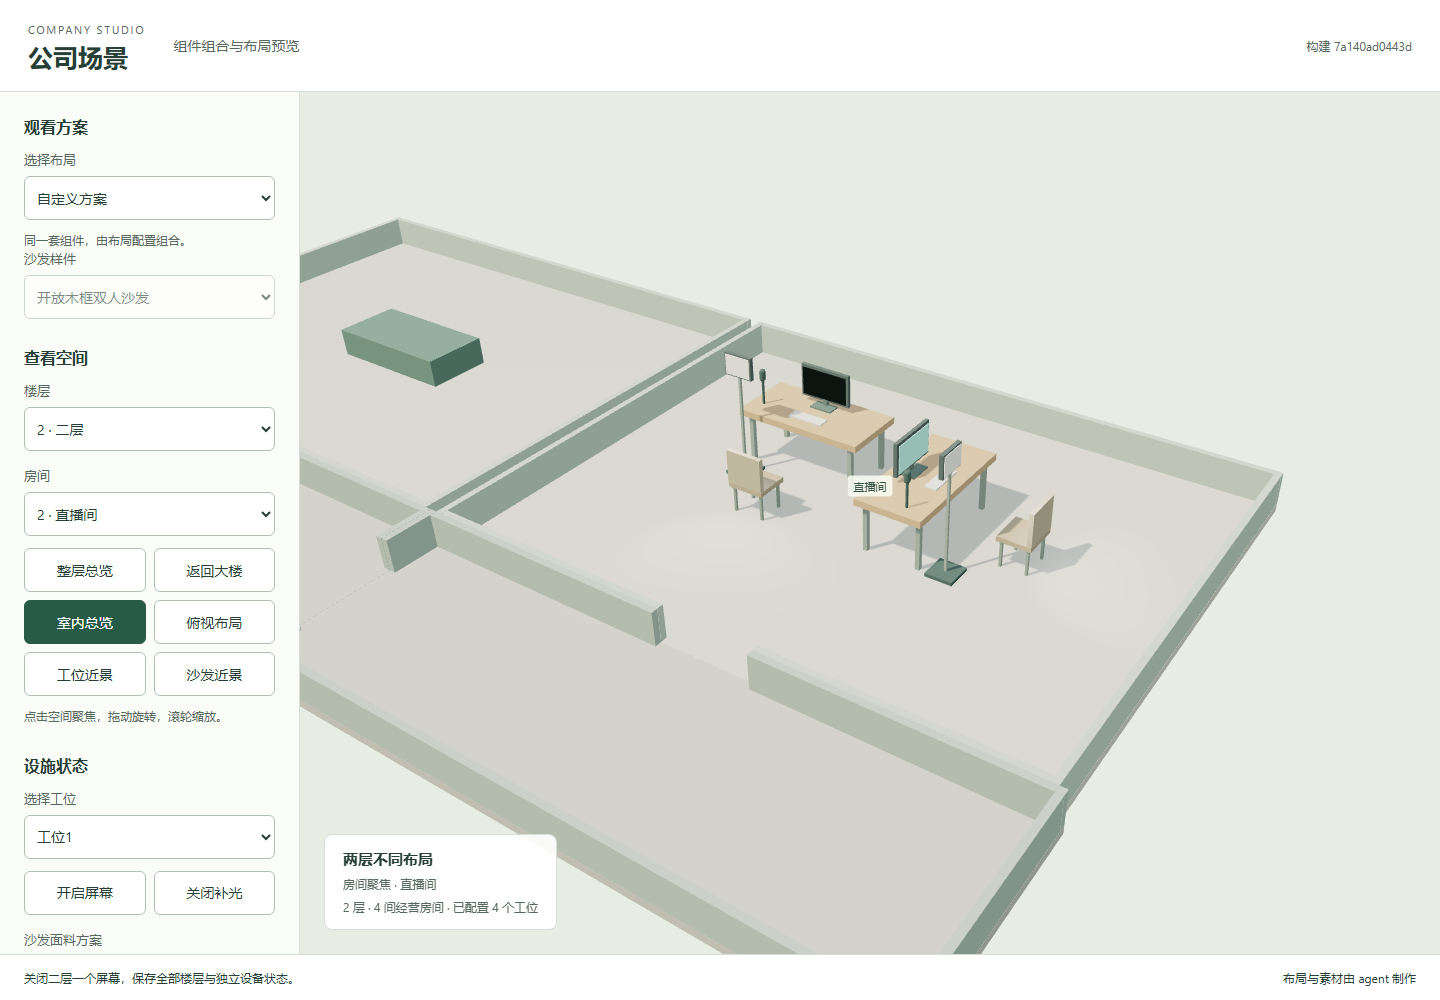 COMPANY STUDIO
公司场景
组件组合与布局预览
构建 7a140ad0443d
观看方案
选择布局
自定义方案
同一套组件，由布局配置组合。
沙发样件
开放木框双人沙发
查看空间
楼层
2 · 二层
房间
2 · 直播间
整层总览
返回大楼
室内总览
俯视布局
工位近景
沙发近景
点击空间聚焦，拖动旋转，滚轮缩放。
设施状态
选择工位
工位1
开启屏幕
关闭补光
沙发面料方案
直播间
两层不同布局
房间聚焦 · 直播间
2 层 · 4 间经营房间 · 已配置 4 个工位
关闭二层一个屏幕，保存全部楼层与独立设备状态。
布局与素材由 agent 制作